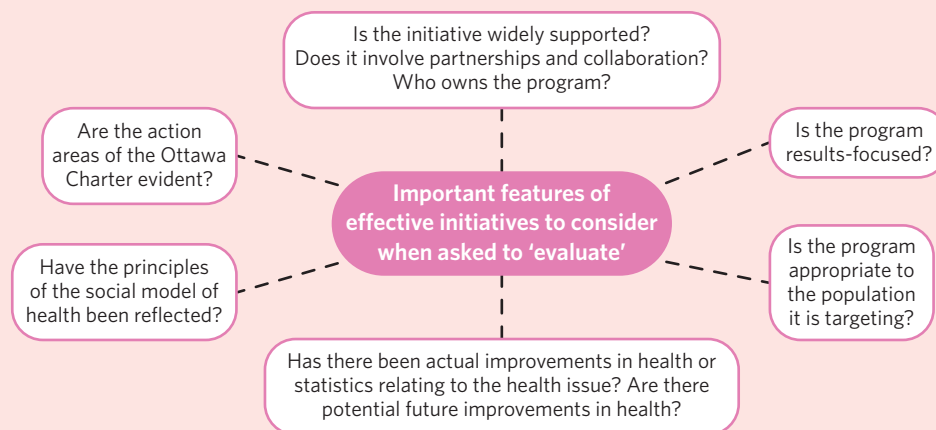 Is the initiative widely supported?
Does it involve partnerships and collaboration?
Who owns the program?
Are the action
areas of the Ottawa
Charter evident?
Is the program
results-focused?
Important features of
effective initiatives to consider
when asked to ‘evaluate’
Have the principles
of the social model of
health been reflected?
Is the program
appropriate to
the population
it is targeting?
Has there been actual improvements in health or
statistics relating to the health issue? Are there
potential future improvements in health?